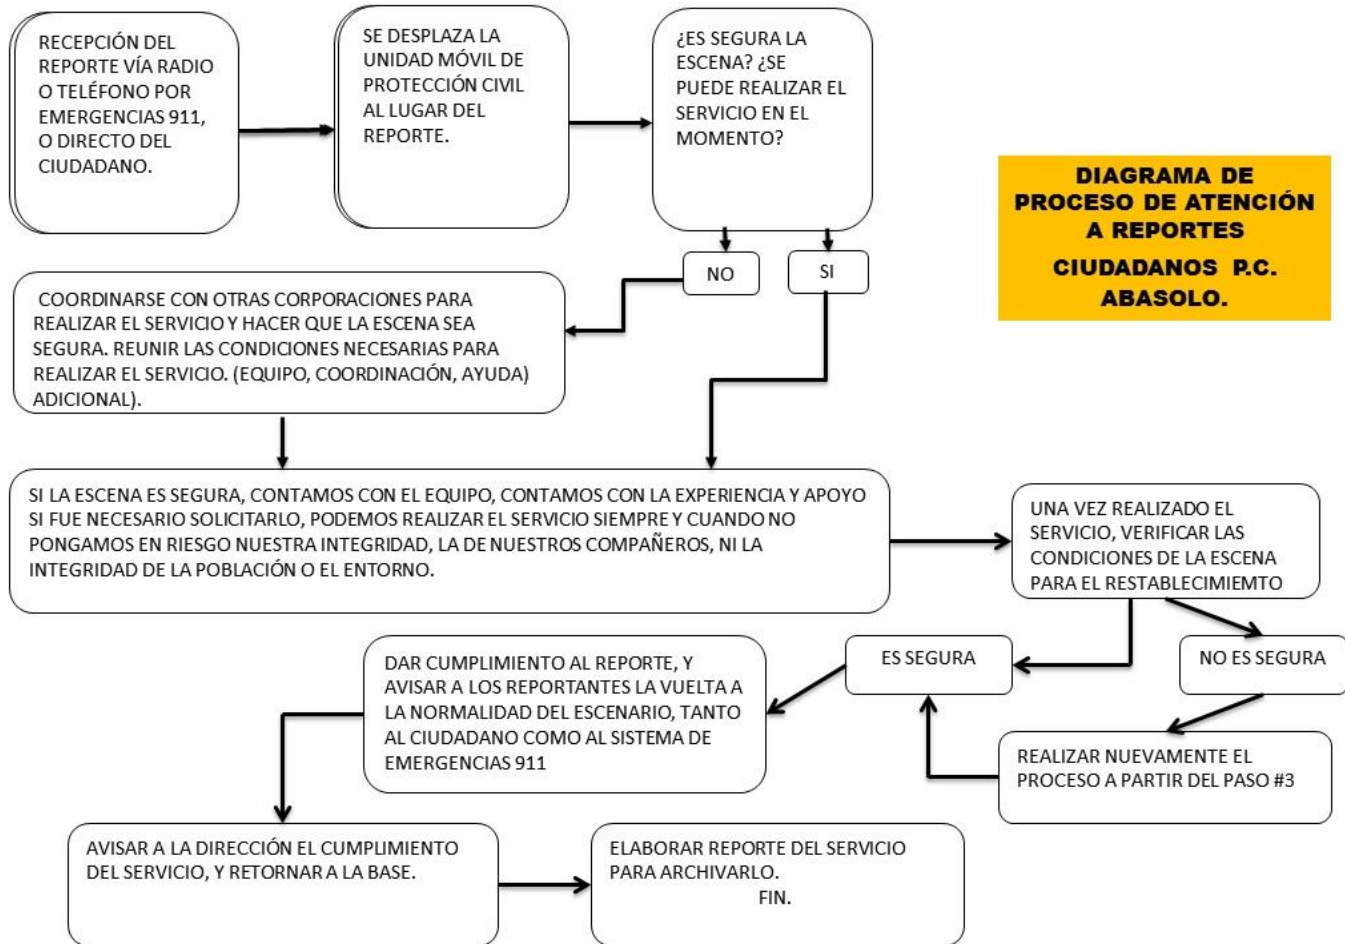 RECEPCIÓN DEL
REPORTE VÍA RADIO
O TELÉFONO POR
EMERGENCIAS 911,
O DIRECTO DEL
CIUDADANO.
SE DESPLAZA LA
UNIDAD MÓVIL DE
PROTECCIÓN CIVIL
AL LUGAR DEL
REPORTE.
¿ES SEGURA LA
ESCENA? ¿SE
PUEDE REALIZAR EL
SERVICIO EN EL
MOMENTO?
DIAGRAMA DE
PROCESO DE ATENCIÓN
A REPORTES
CIUDADANOS P.C.
ABASOLO.
NO
SI
COORDINARSE CON OTRAS CORPORACIONES PARA
REALIZAR EL SERVICIO Y HACER QUE LA ESCENA SEA
SEGURA. REUNIR LAS CONDICIONES NECESARIAS PARA
REALIZAR EL SERVICIO. (EQUIPO, COORDINACIÓN, AYUDA)
ADICIONAL).
SI LA ESCENA ES SEGURA, CONTAMOS CON EL EQUIPO, CONTAMOS CON LA EXPERIENCIA Y APOYO
SI FUE NECESARIO SOLICITARLO, PODEMOS REALIZAR EL SERVICIO SIEMPRE Y CUANDO NO
PONGAMOS EN RIESGO NUESTRA INTEGRIDAD, LA DE NUESTROS COMPAÑEROS, NI LA
INTEGRIDAD DE LA POBLACIÓN O EL ENTORNO.
UNA VEZ REALIZADO EL
SERVICIO, VERIFICAR LAS
CONDICIONES DE LA ESCENA
PARA EL RESTABLECIMIEMTO
ES SEGURA
NO ES SEGURA
DAR CUMPLIMIENTO AL REPORTE, Y
AVISAR A LOS REPORTANTES LA VUELTA A
LA NORMALIDAD DEL ESCENARIO, TANTO
AL CIUDADANO COMO AL SISTEMA DE
EMERGENCIAS 911
REALIZAR NUEVAMENTE EL
PROCESO A PARTIR DEL PASO #3
AVISAR A LA DIRECCIÓN EL CUMPLIMIENTO
DEL SERVICIO, Y RETORNAR A LA BASE.
ELABORAR REPORTE DEL SERVICIO
PARA ARCHIVARLO.
FIN.